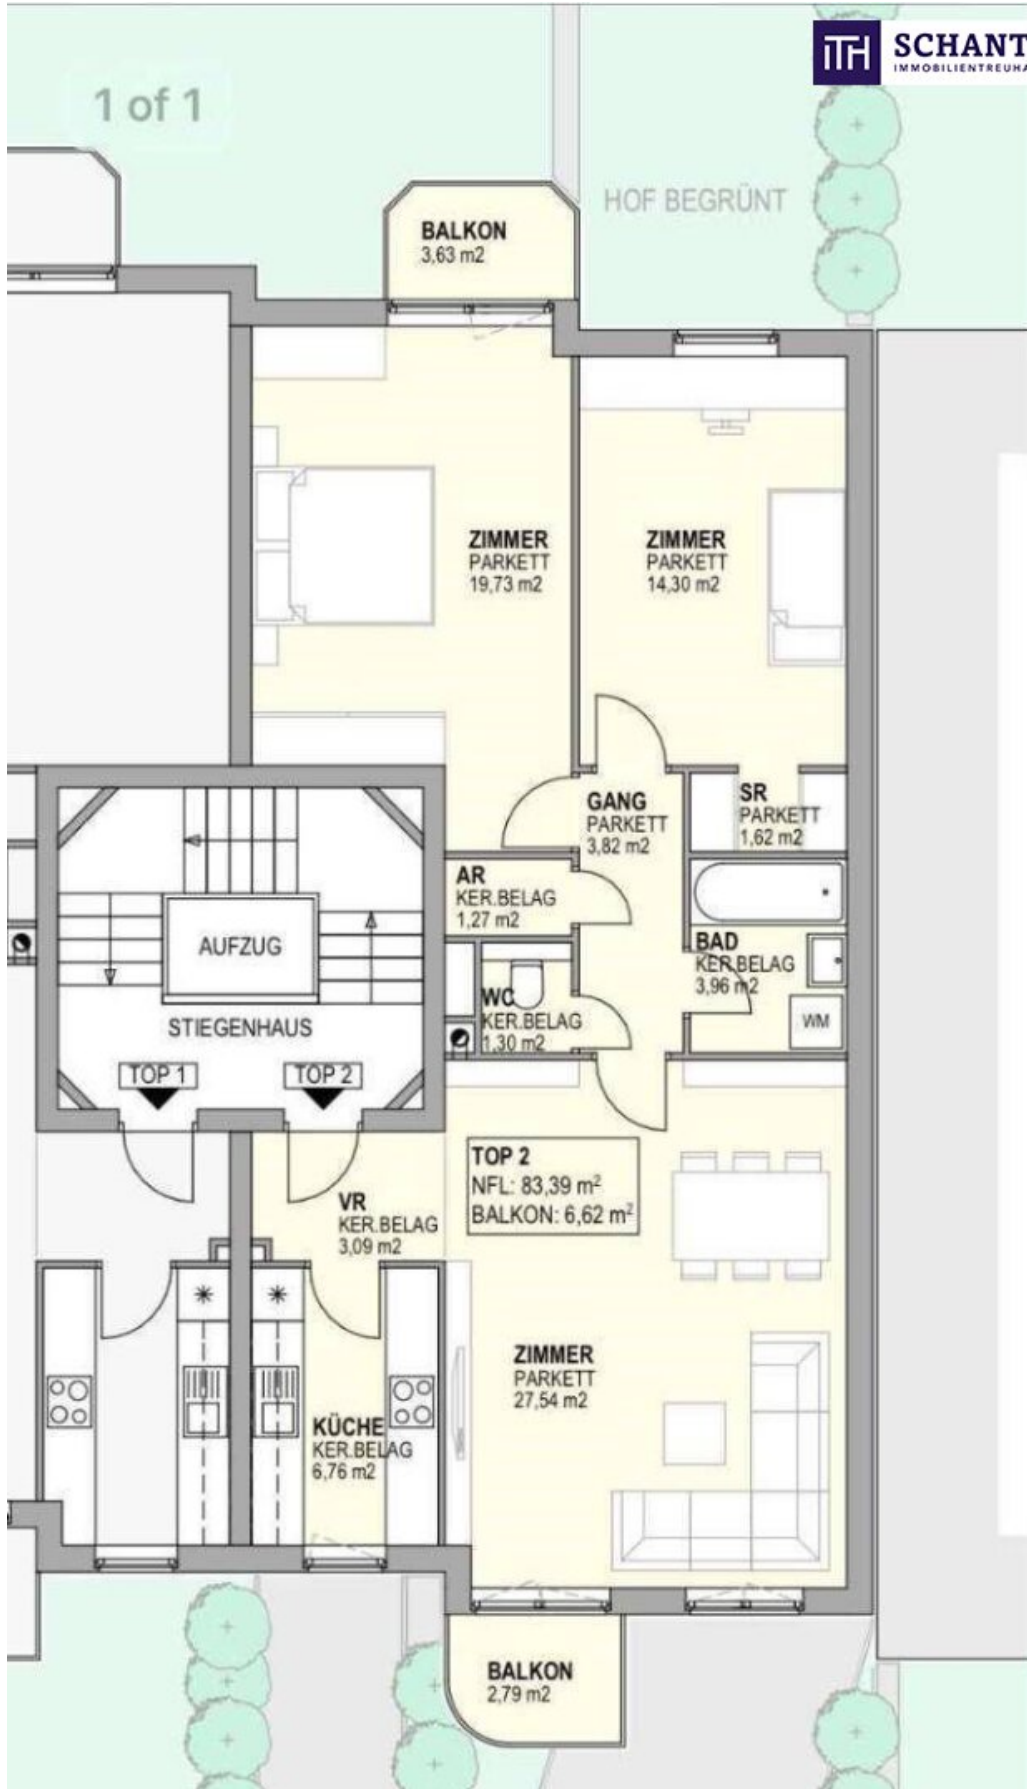 iTH SCHANT
IMMOBILIENTREUHA
1 of 1
HOF BEGRÜNT
BALKON
3,63 m2
ZIMMER
PARKETT
19,73 m2
ZIMMER
PARKETT
14,30 m2
GANG
PARKETT
3,82 m2
SR
PARKETT
1,62 m2
AR
KER.BELAG
1,27 m2
AUFZUG
BAD
KER.BELAG
3,96 m2
WC
KER.BELAG
1,30 m2
WM
STIEGENHAUS
TOP 1
TOP 2
TOP 2
NFL: 83,39 m²
BALKON: 6,62 m²
VR
KER.BELAG
3,09 m2
ZIMMER
PARKETT
27,54 m2
KÜCHE
KER.BELAG
6,76 m2
BALKON
2,79 m2